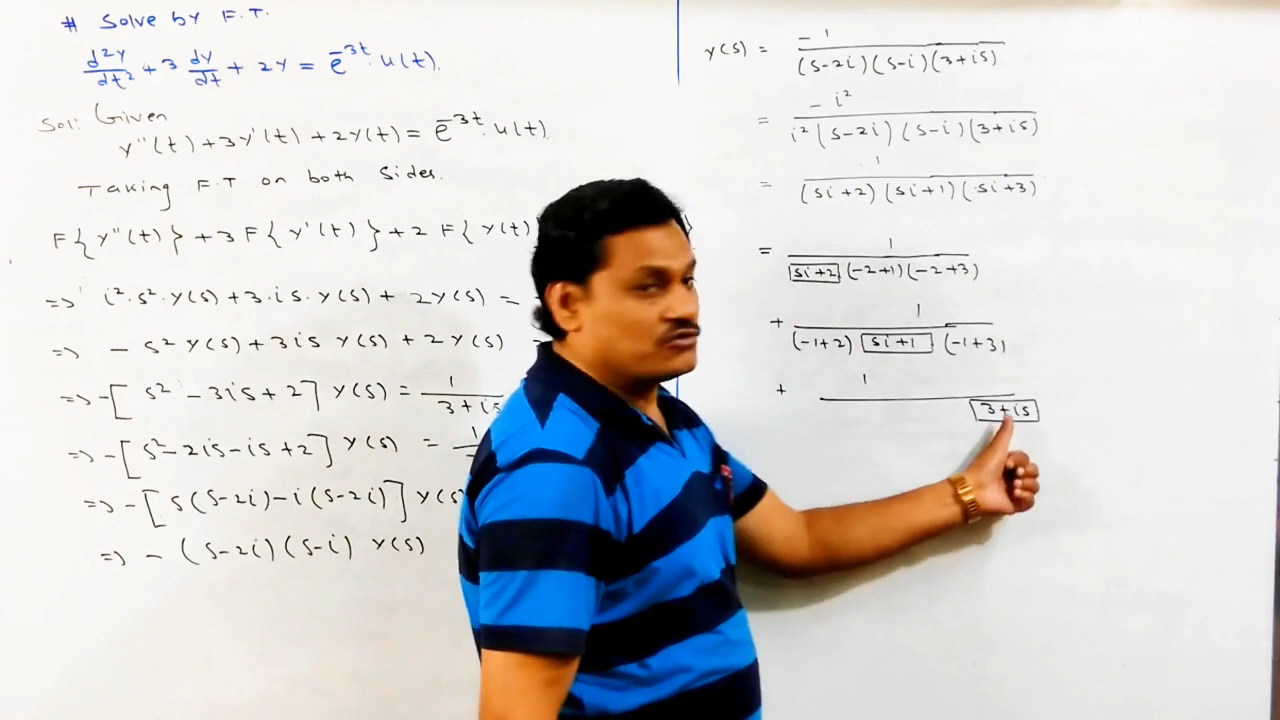 # Solve by F.T.
d²y/dt² + 3 dy/dt + 2y = e^-3t · u(t).
Sol: Given
y''(t) + 3y'(t) + 2y(t) = e^-3t · u(t).
Taking F.T on both sides.
F{y''(t)} + 3 F{y'(t)} + 2 F{y(t)
=> i²·s²·y(s) + 3·is·y(s) + 2y(s) =
=> - s² y(s) + 3is y(s) + 2y(s) =
=> -[s² - 3is + 2] y(s) = 1/(3+is
=> -[s² - 2is - is + 2] y(s) = 1/
=> -[s(s-2i) - i(s-2i)] y(s
=> - (s-2i)(s-i) y(s)
y(s) = -1/((s-2i)(s-i)(3+is))
= -i²/(i²(s-2i)(s-i)(3+is))
= 1/((si+2)(si+1)(si+3))
= 1/(si+2 (-2+1)(-2+3))
+ 1/((-1+2) si+1 (-1+3))
+ 1/(3+is)